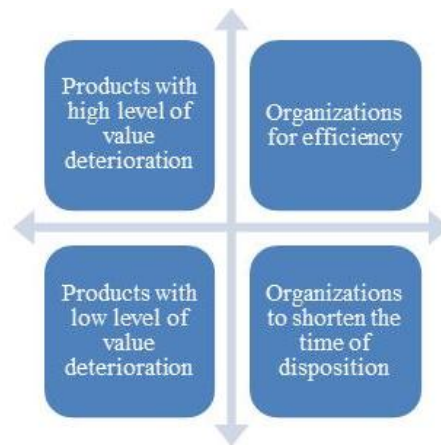 Products with
high level of
value
deterioration
Organizations
for efficiency
Products with
low level of
value
deterioration
Organizations
to shorten the
time of
disposition